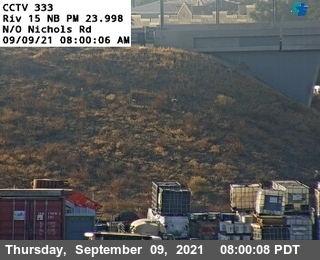 CCTV 333
Riv 15 NB PM 23.998
N/O Nichols Rd
09/09/21 08:00:06 AM
Thursday, September 09, 2021 08:00:08 PDT